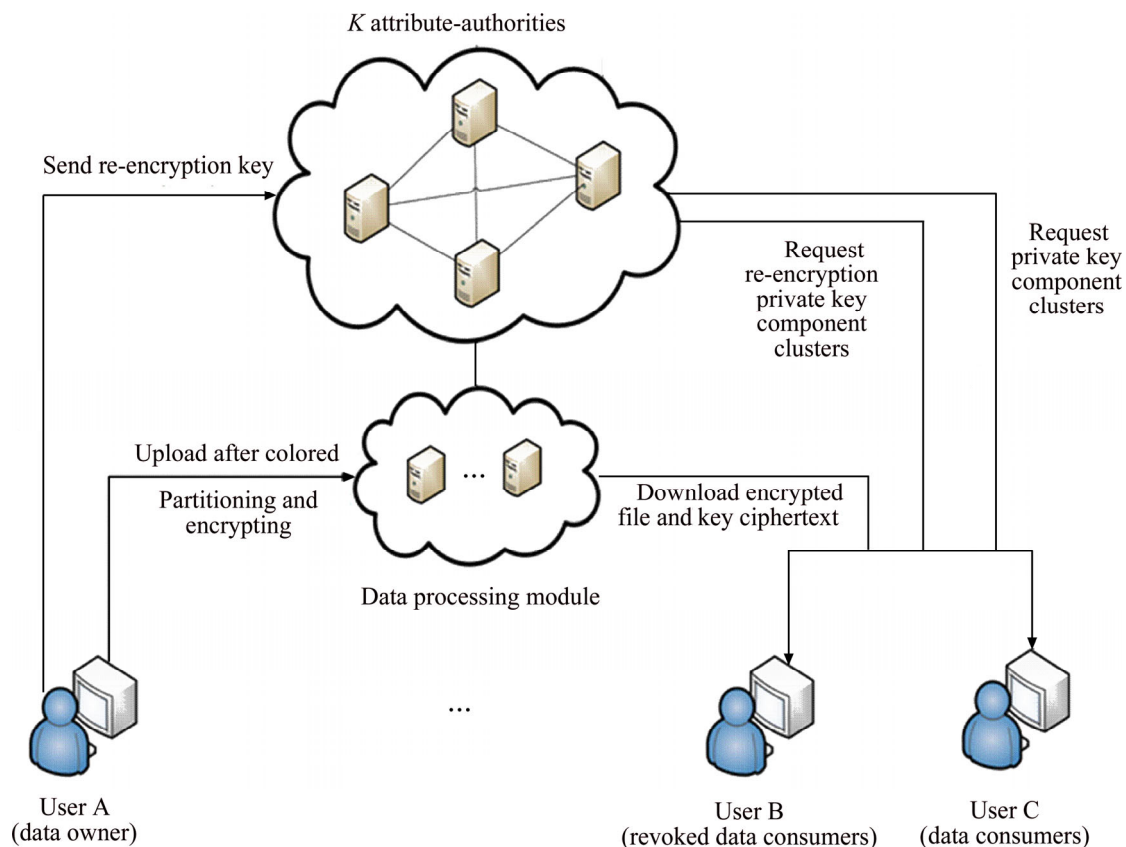 K attribute-authorities
Send re-encryption key
Request
re-encryption
private key
component
clusters
Request
private key
component
clusters
Upload after colored
Partitioning and
encrypting
...
Download encrypted
file and key ciphertext
Data processing module
...
User A
(data owner)
User B
(revoked data consumers)
User C
(data consumers)